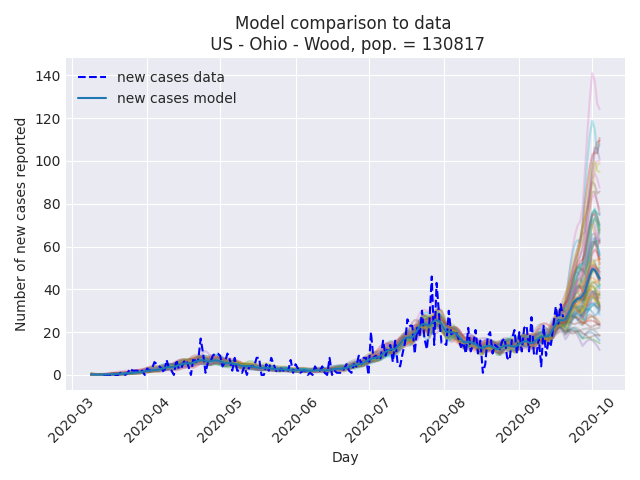 Model comparison to data
US - Ohio - Wood, pop. = 130817
new cases data
new cases model
Number of new cases reported
140
120
100
80
60
40
20
0
2020-03
2020-04
2020-05
2020-06
2020-07
2020-08
2020-09
2020-10
Day